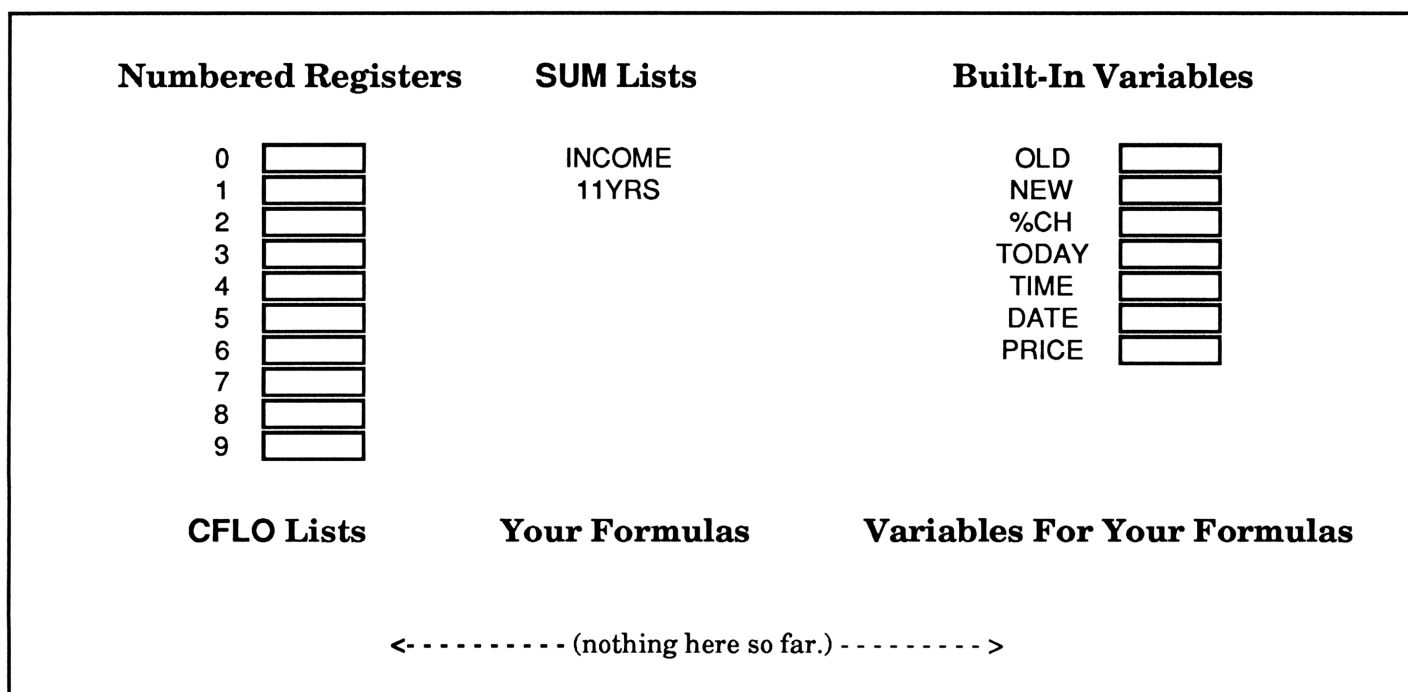 Numbered Registers SUM Lists Built-In Variables
0 INCOME OLD
1 11YRS NEW
2 %CH
3 TODAY
4 TIME
5 DATE
6 PRICE
7
8
9
CFLO Lists Your Formulas Variables For Your Formulas
<- - - - - - - - - - (nothing here so far.) - - - - - - - - - >